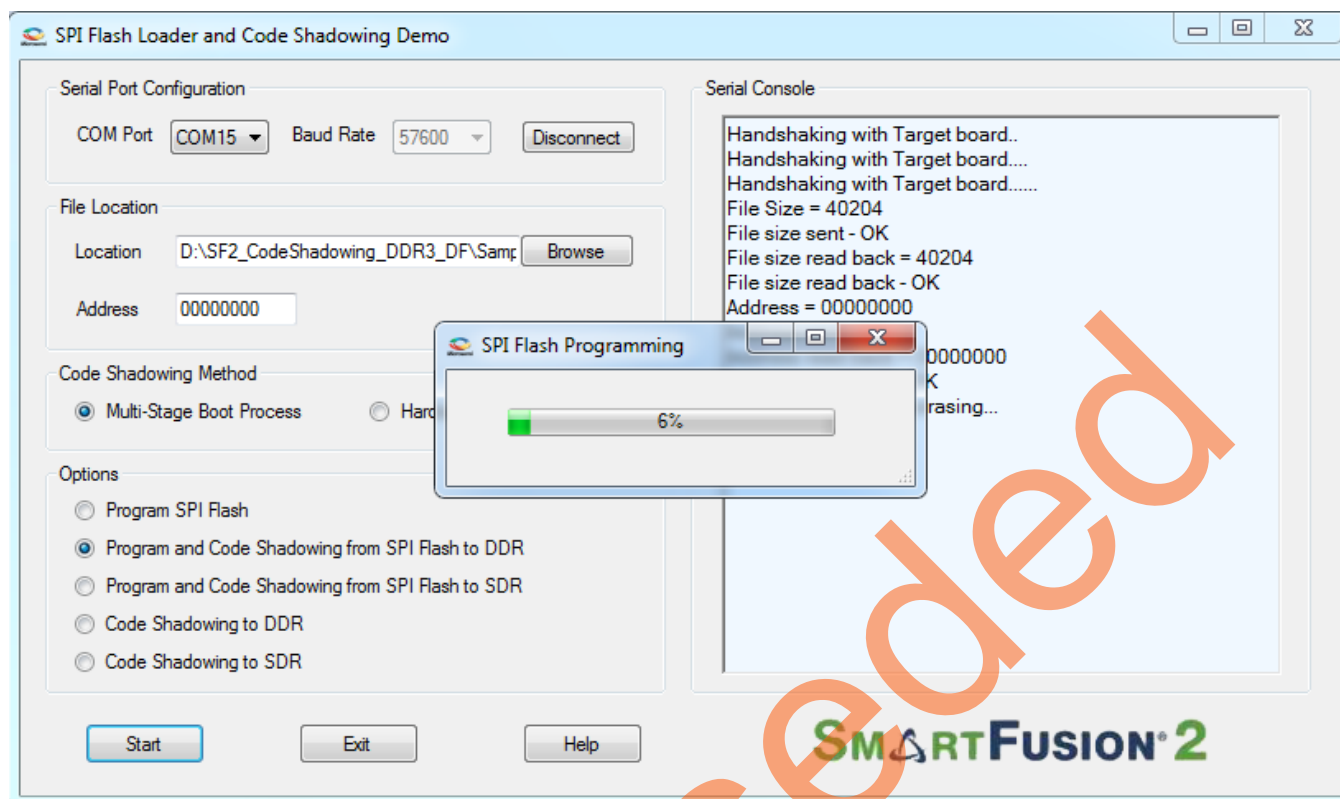 SPI Flash Loader and Code Shadowing Demo
Serial Port Configuration
COM Port COM15 Baud Rate 57600 Disconnect
File Location
Location D:\SF2_CodeShadowing_DDR3_DF\Samp Browse
Address 00000000
Code Shadowing Method
Multi-Stage Boot Process
Options
Program SPI Flash
Program and Code Shadowing from SPI Flash to DDR
Program and Code Shadowing from SPI Flash to SDR
Code Shadowing to DDR
Code Shadowing to SDR
Start Exit Help
Serial Console
Handshaking with Target board..
Handshaking with Target board....
Handshaking with Target board......
File Size = 40204
File size sent - OK
File size read back = 40204
File size read back - OK
Address = 00000000
0000000
K
rasing...
SPI Flash Programming
6%
SMARTFUSION® 2
seded